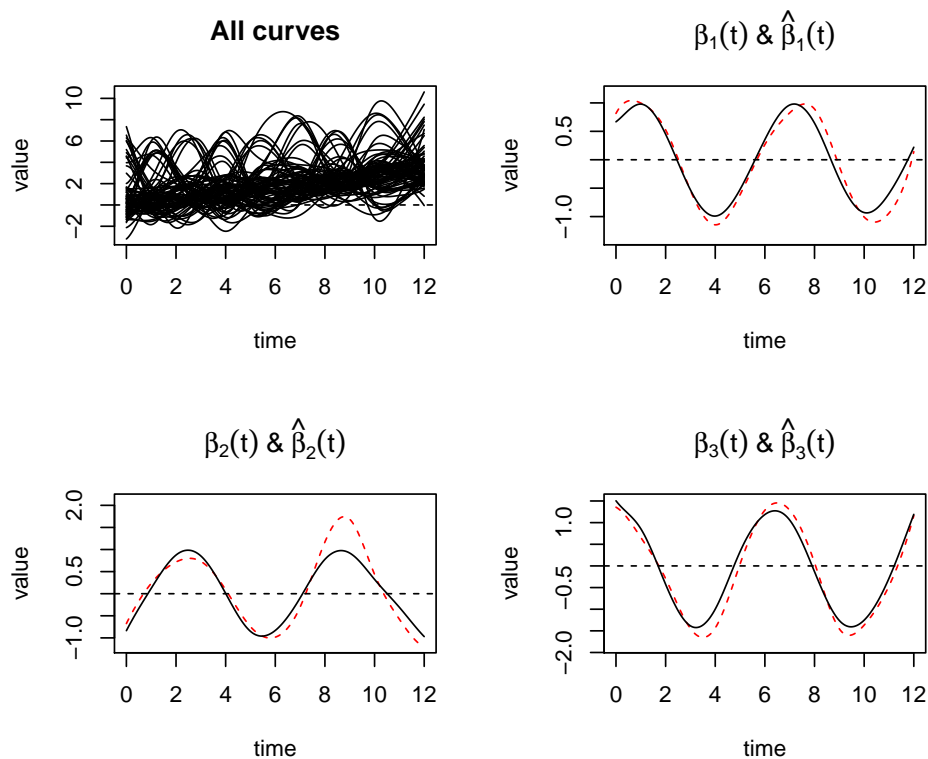 All curves
value
10
6
2
−2
0 2 4 6 8 10 12
time
β₁(t) & β̂₁(t)
value
0.5
−1.0
0 2 4 6 8 10 12
time
β₂(t) & β̂₂(t)
value
2.0
0.5
−1.0
0 2 4 6 8 10 12
time
β₃(t) & β̂₃(t)
value
1.0
−0.5
−2.0
0 2 4 6 8 10 12
time